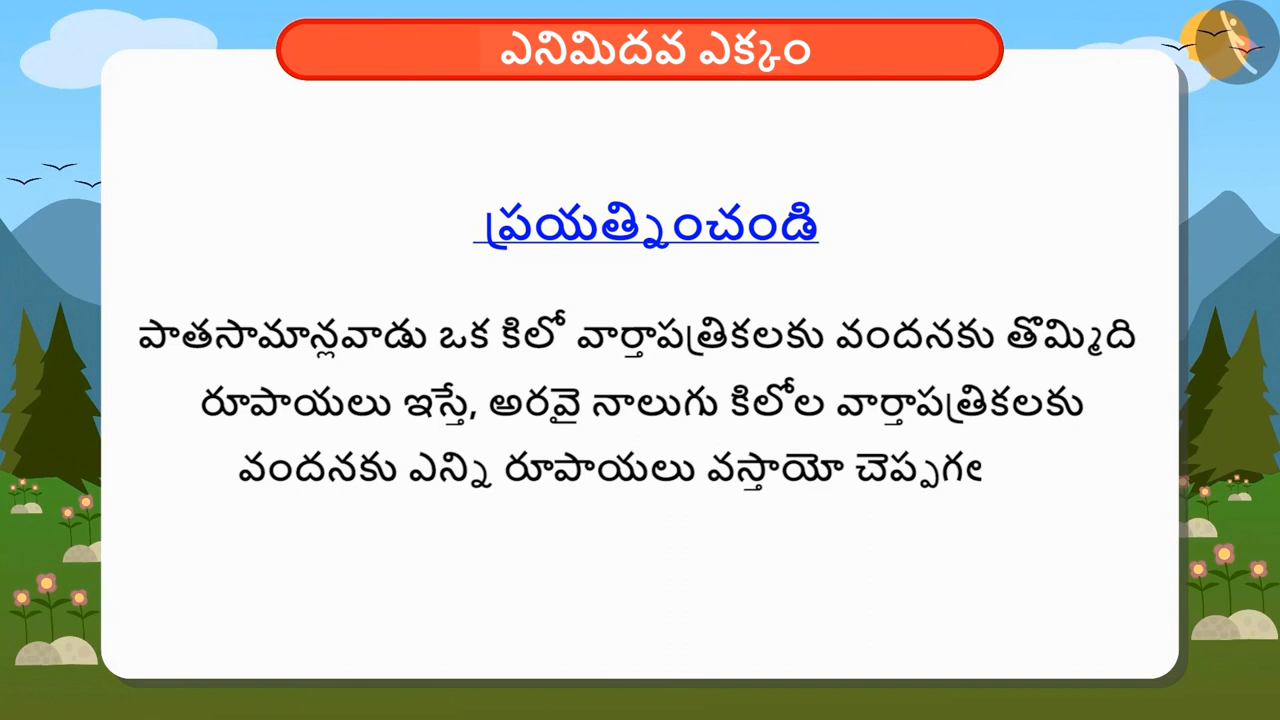 ఎనిమిదవ ఎక్కం
ప్రయత్నించండి
పాతసామాన్లవాడు ఒక కిలో వార్తాపత్రికలకు వందనకు తొమ్మిది
రూపాయలు ఇస్తే, అరవై నాలుగు కిలోల వార్తాపత్రికలకు
వందనకు ఎన్ని రూపాయలు వస్తాయో